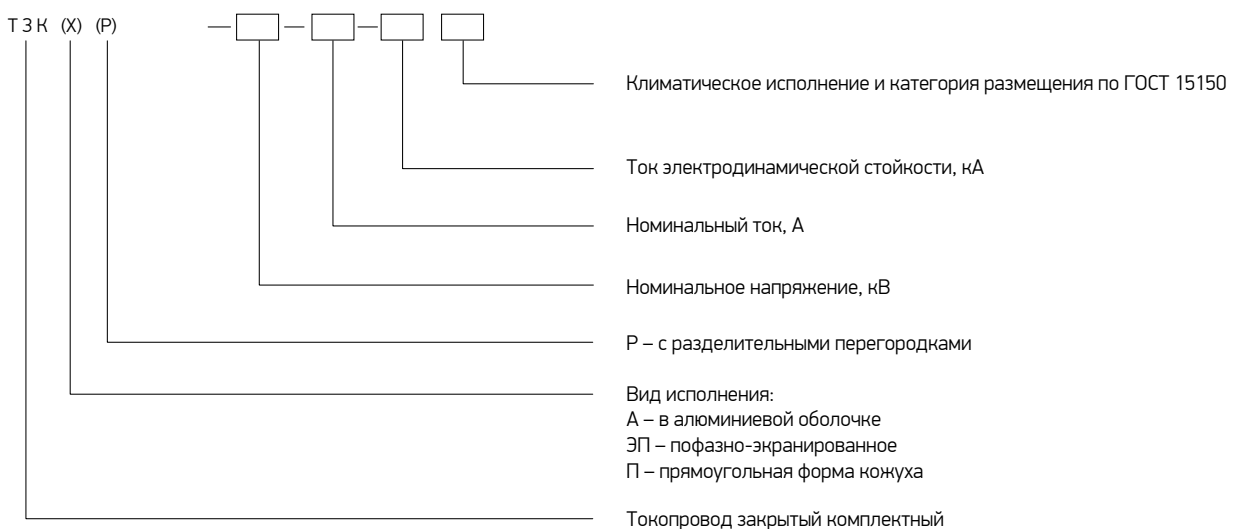 ТЗК (Х) (Р) — — —
Климатическое исполнение и категория размещения по ГОСТ 15150
Ток электродинамической стойкости, кА
Номинальный ток, А
Номинальное напряжение, кВ
Р – с разделительными перегородками
Вид исполнения:
А – в алюминиевой оболочке
ЭП – пофазно-экранированное
П – прямоугольная форма кожуха
Токопровод закрытый комплектный